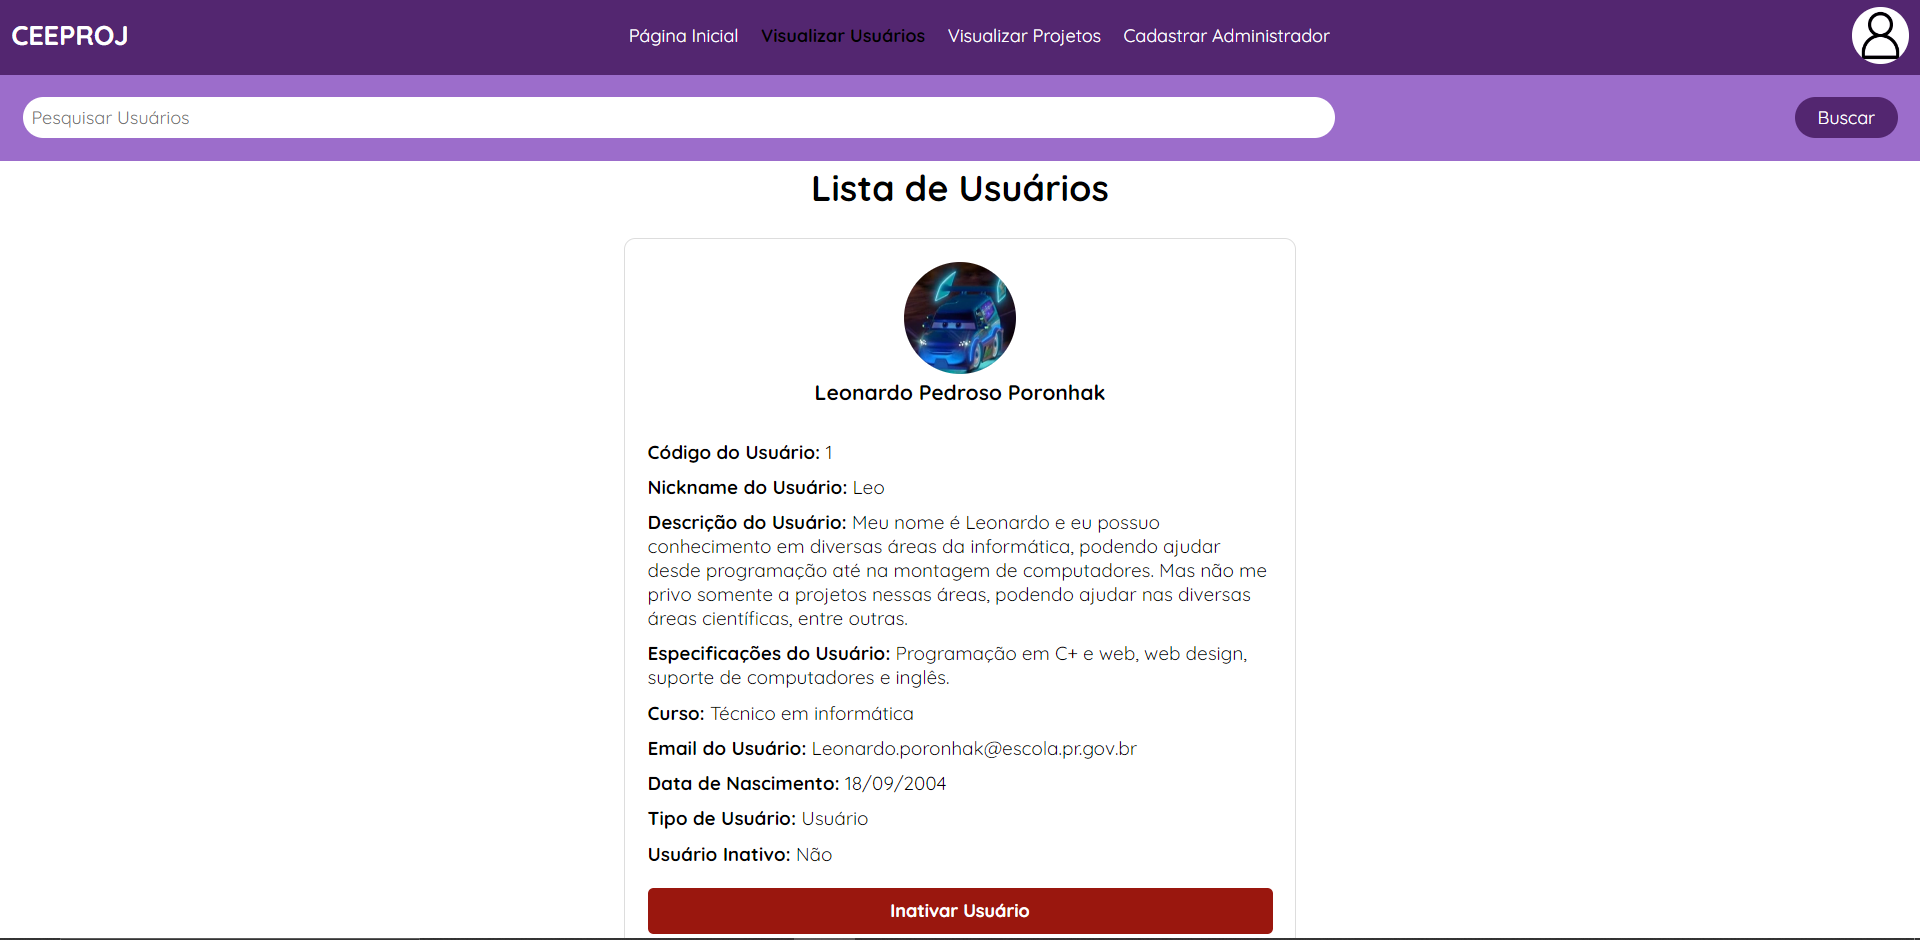 CEEPROJ
Página Inicial
Visualizar Usuários
Visualizar Projetos
Cadastrar Administrador
Pesquisar Usuários
Buscar
Lista de Usuários
Leonardo Pedroso Poronhak
Código do Usuário: 1
Nickname do Usuário: Leo
Descrição do Usuário: Meu nome é Leonardo e eu possuo
conhecimento em diversas áreas da informática, podendo ajudar
desde programação até na montagem de computadores. Mas não me
privo somente a projetos nessas áreas, podendo ajudar nas diversas
áreas científicas, entre outras.
Especificações do Usuário: Programação em C+ e web, web design,
suporte de computadores e inglês.
Curso: Técnico em informática
Email do Usuário: Leonardo.poronhak@escola.pr.gov.br
Data de Nascimento: 18/09/2004
Tipo de Usuário: Usuário
Usuário Inativo: Não
Inativar Usuário